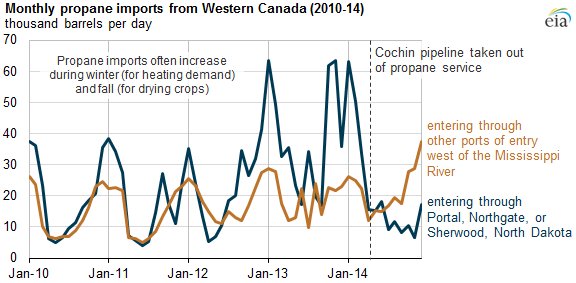 Monthly propane imports from Western Canada (2010-14)
thousand barrels per day
eia
70
60
50
40
30
20
10
0
Propane imports often increase
during winter (for heating demand)
and fall (for drying crops)
Cochin pipeline taken out
of propane service
entering through
other ports of entry
west of the Mississippi
River
entering through
Portal, Northgate, or
Sherwood, North Dakota
Jan-10
Jan-11
Jan-12
Jan-13
Jan-14